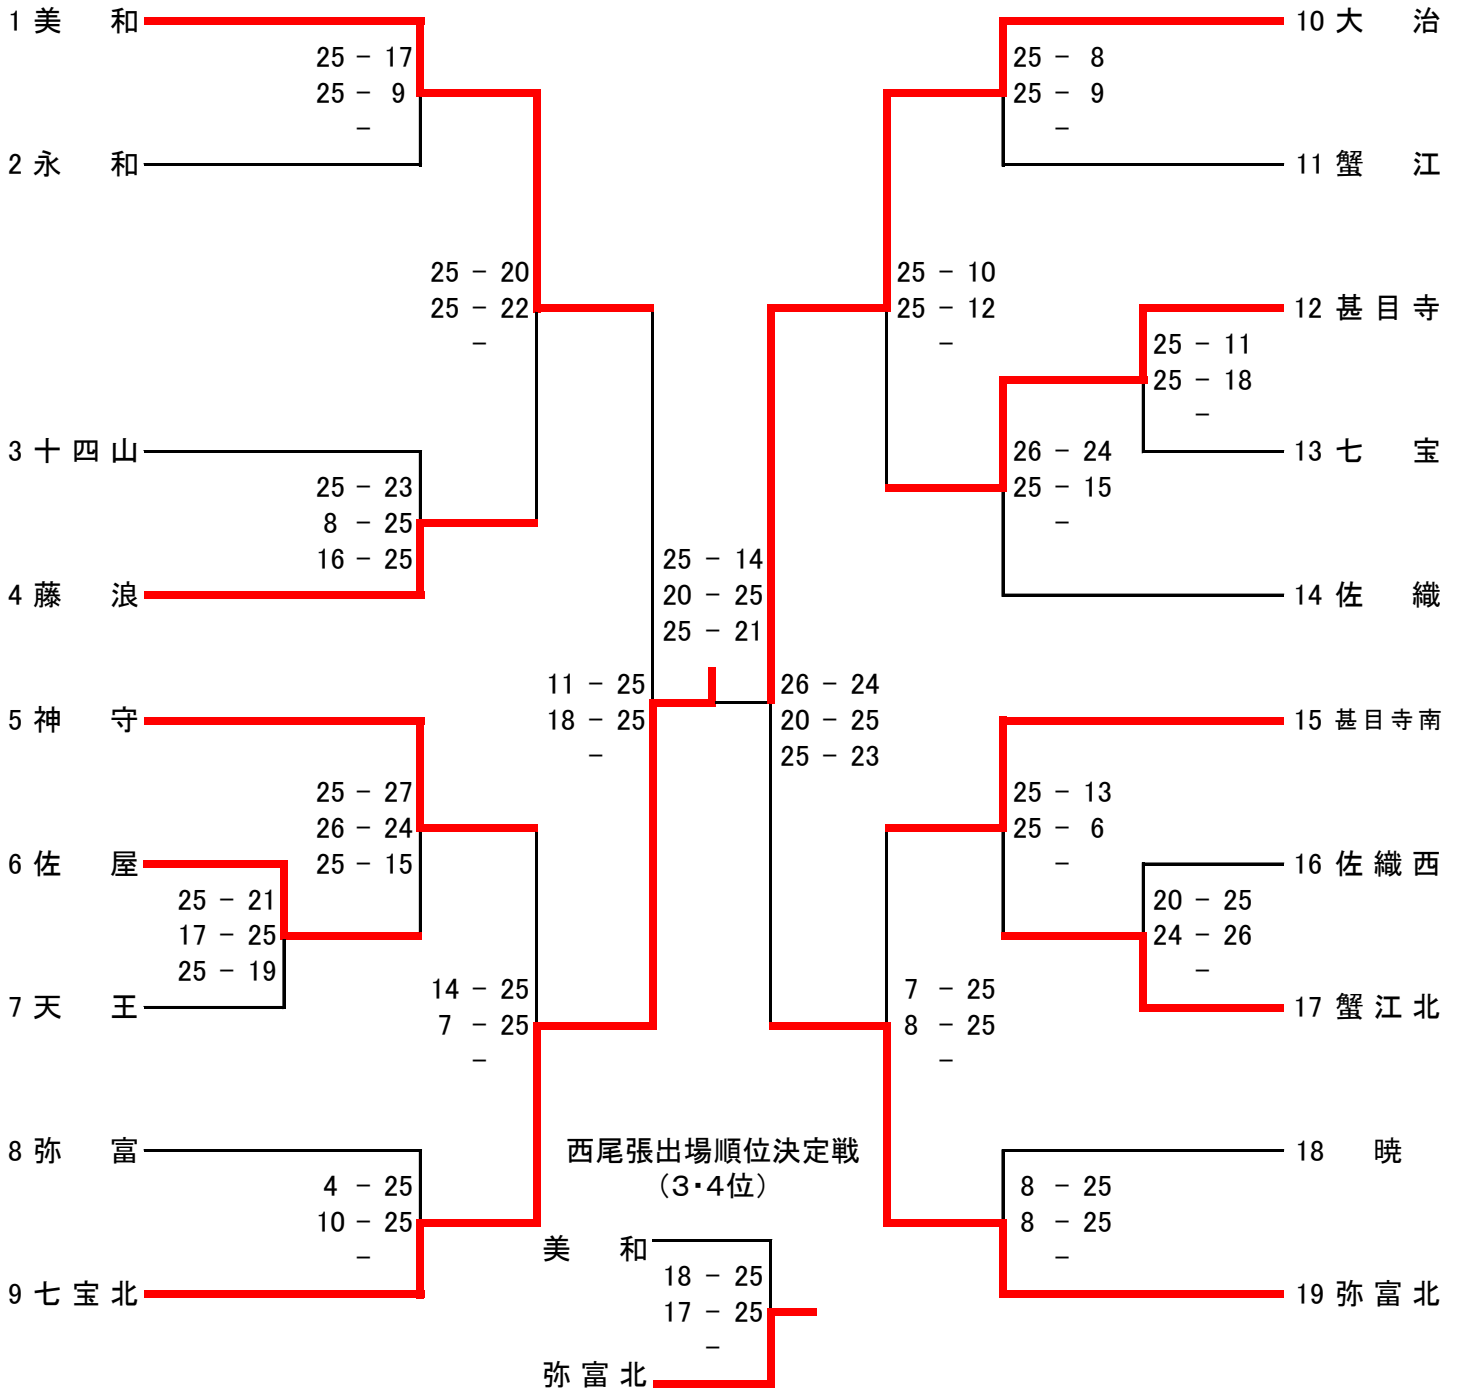 1 美 和
25 - 17
25 - 9
-
2 永 和
25 - 20
25 - 22
-
3 十四山
25 - 23
8 - 25
16 - 25
4 藤 浪
5 神 守
25 - 27
26 - 24
25 - 15
6 佐 屋
25 - 21
17 - 25
25 - 19
7 天 王
14 - 25
7 - 25
-
8 弥 富
4 - 25
10 - 25
-
9 七宝北
11 - 25
18 - 25
-
25 - 14
20 - 25
25 - 21
26 - 24
20 - 25
25 - 23
10 大 治
25 - 8
25 - 9
-
11 蟹 江
25 - 10
25 - 12
-
12 甚目寺
25 - 11
25 - 18
-
13 七 宝
26 - 24
25 - 15
-
14 佐 織
15 甚目寺南
25 - 13
25 - 6
-
16 佐織西
20 - 25
24 - 26
-
17 蟹江北
7 - 25
8 - 25
-
18 暁
8 - 25
8 - 25
-
19 弥富北
西尾張出場順位決定戦
（3・4位）
美 和
18 - 25
17 - 25
-
弥富北